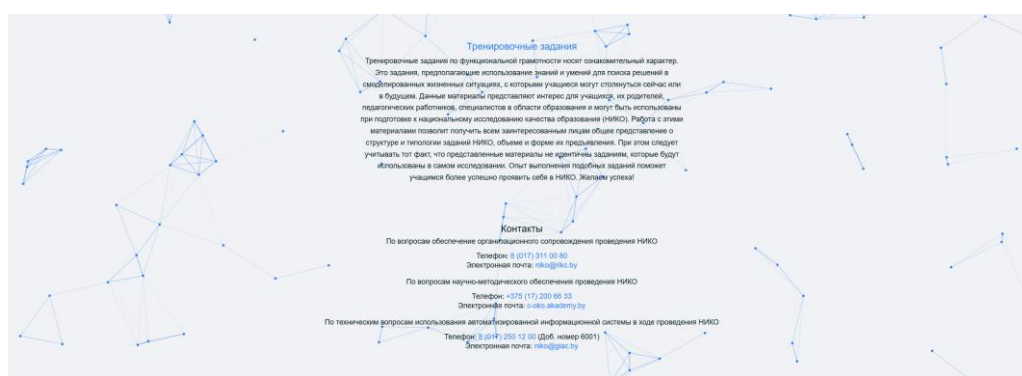 Тренировочные задания
Тренировочные задания по функциональной грамотности носят ознакомительный характер.
Это задания, предполагающие использование знаний и умений для поиска решений в
смоделированных жизненных ситуациях, с которыми учащиеся могут столкнуться сейчас или
в будущем. Данные материалы представляют интерес для учащихся, их родителей,
педагогических работников, специалистов в области образования и могут быть использованы
при подготовке к национальному исследованию качества образования (НИКО). Работа с этими
материалами позволит получить всем заинтересованным лицам общее представление о
структуре и типологии заданий НИКО, объеме и форме их предъявления. При этом следует
учитывать тот факт, что представленные материалы не идентичны заданиям, которые будут
использованы в самом исследовании. Опыт выполнения подобных заданий поможет
учащимся более успешно проявить себя в НИКО. Желаем успеха!
Контакты
По вопросам обеспечение организационного сопровождения проведения НИКО
Телефон: 8 (017) 311 00 80
Электронная почта: niko@rikc.by
По вопросам научно-методического обеспечения проведения НИКО
Телефон: +375 (17) 200 66 33
Электронная почта: c-oko.akademy.by
По техническим вопросам использования автоматизированной информационной системы в ходе проведения НИКО
Телефон: 8 (017) 250 12 00 (Доб. номер 6001)
Электронная почта: niko@giac.by